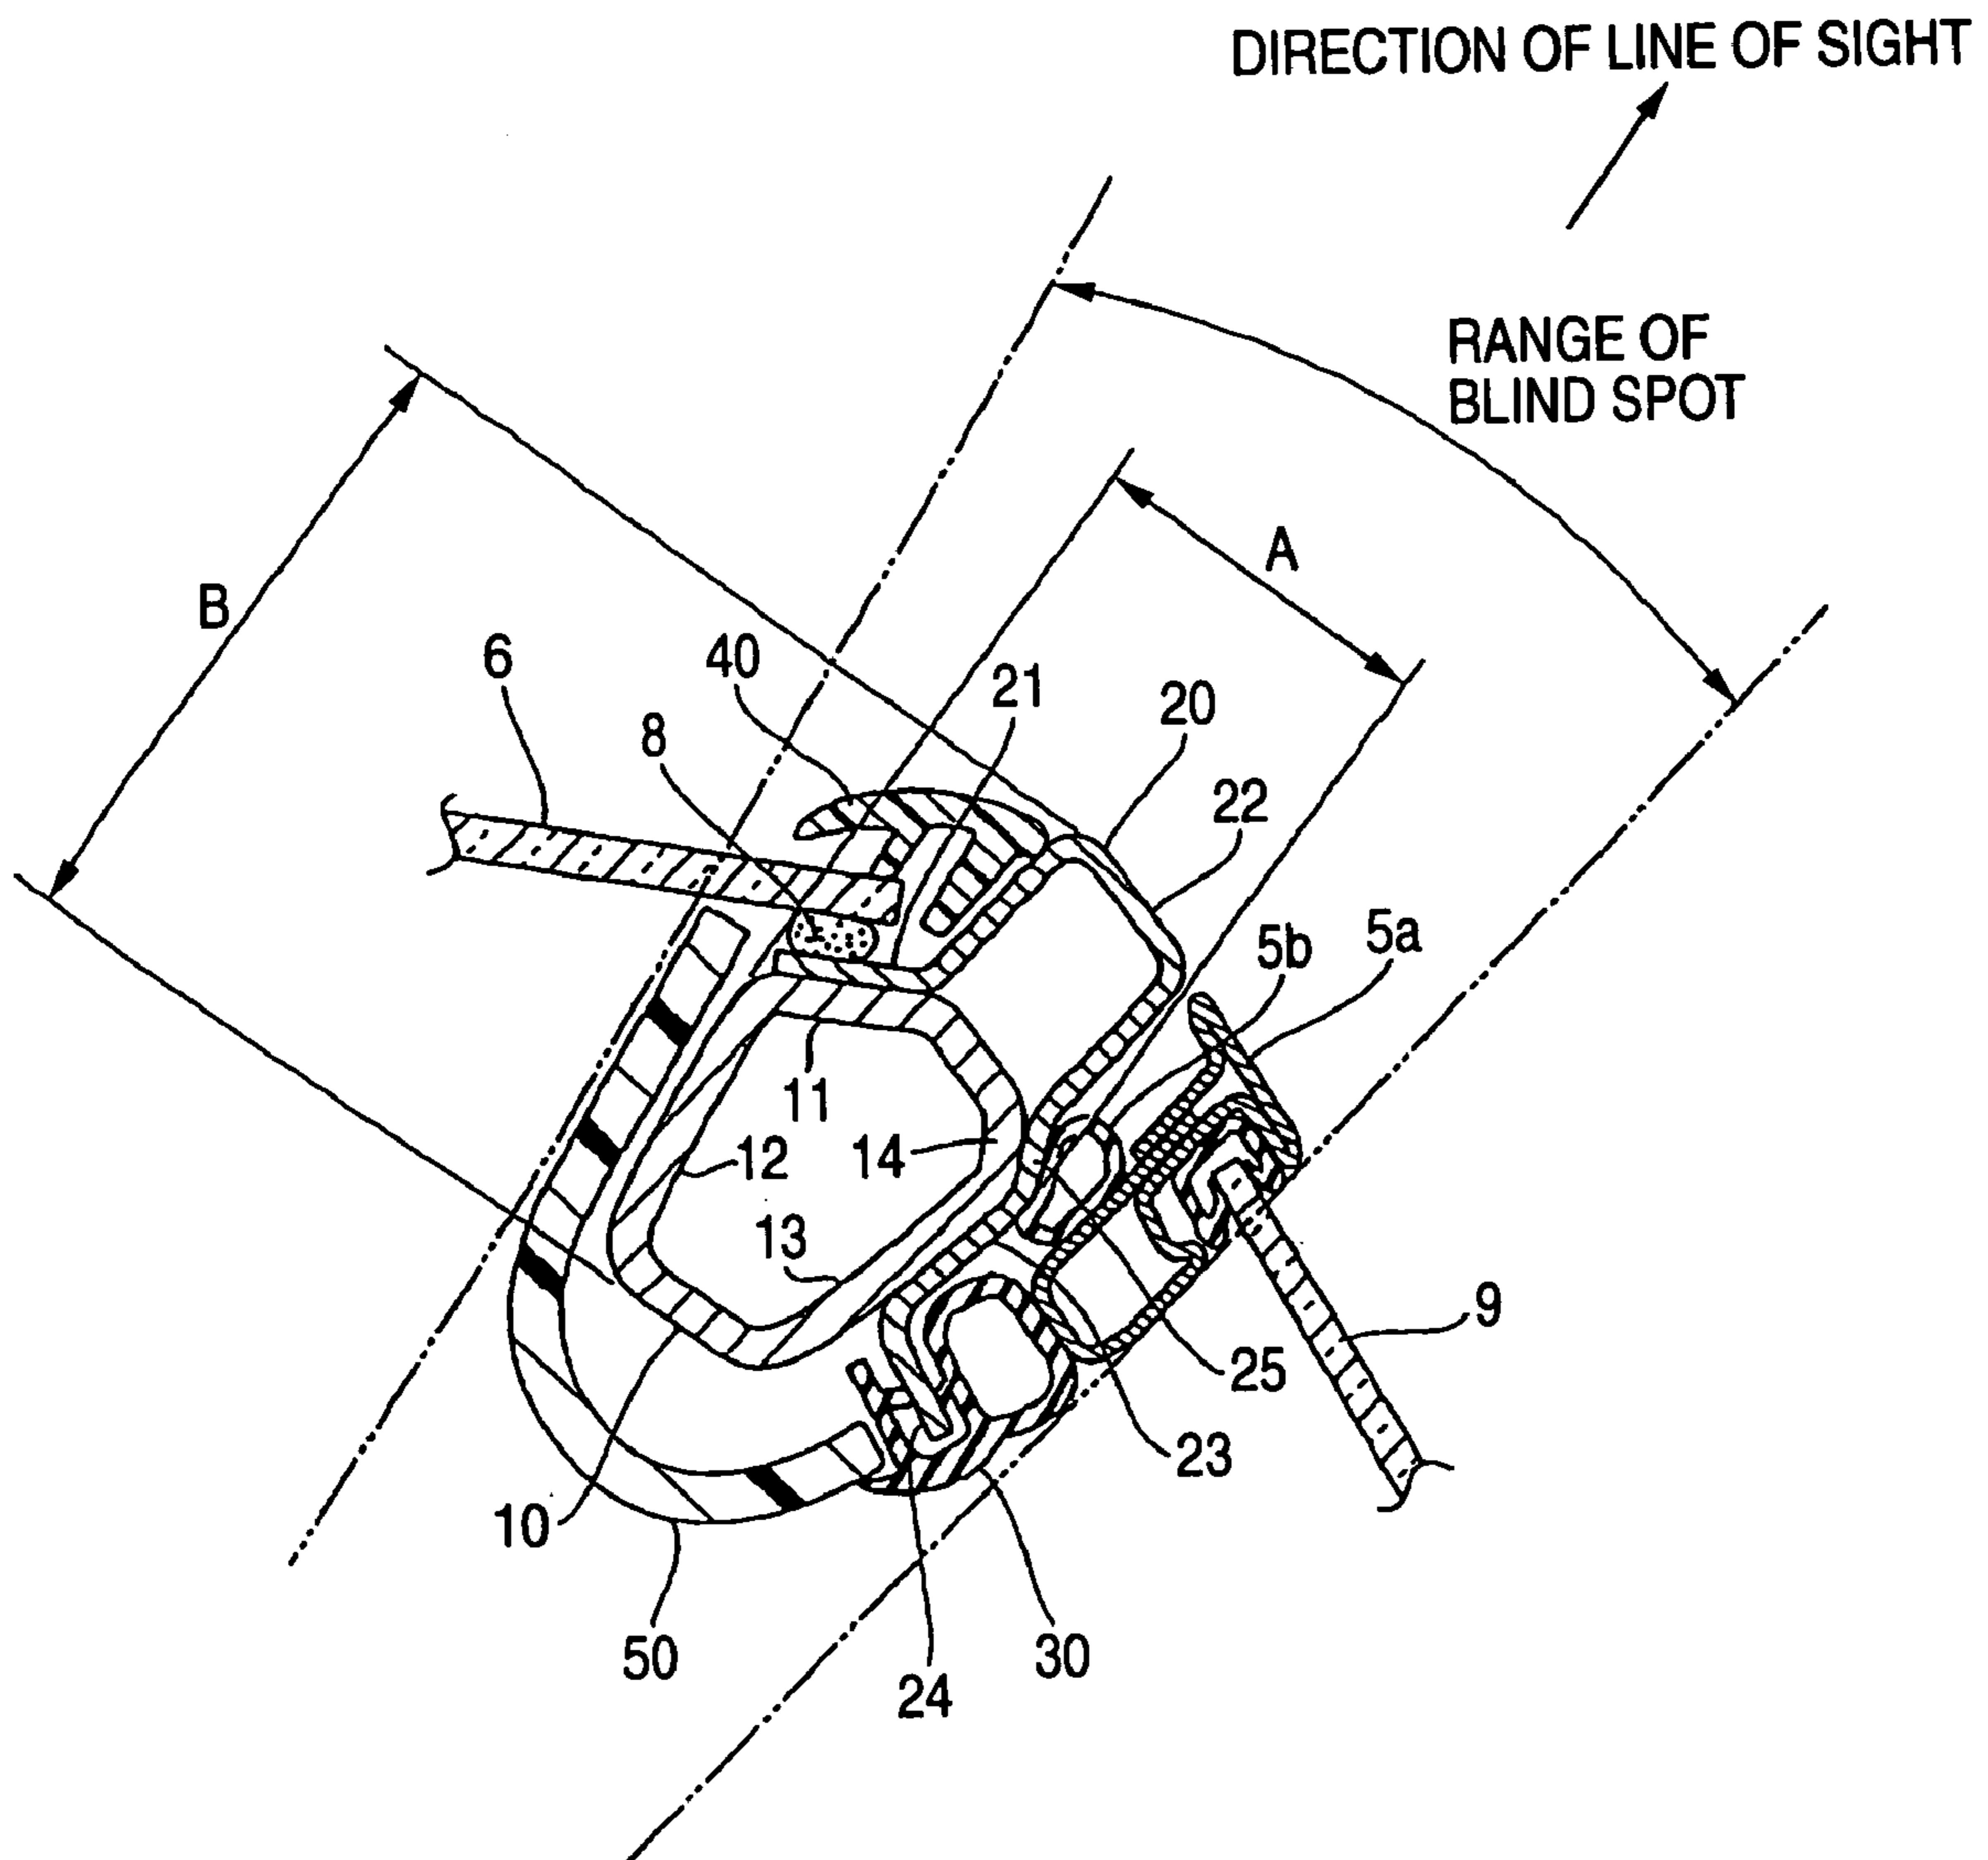 DIRECTION OF LINE OF SIGHT
RANGE OF
BLIND SPOT
A
B
6
40
21
20
8
22
5b
5a
11
12
14
13
9
25
23
10
50
30
24